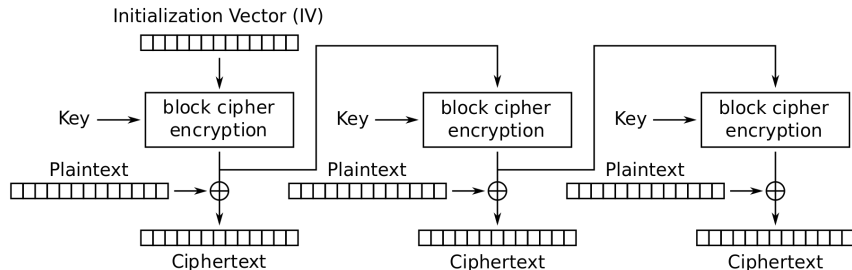 Initialization Vector (IV)
Key
block cipher
encryption
Key
block cipher
encryption
Key
block cipher
encryption
Plaintext
Plaintext
Plaintext
Ciphertext
Ciphertext
Ciphertext